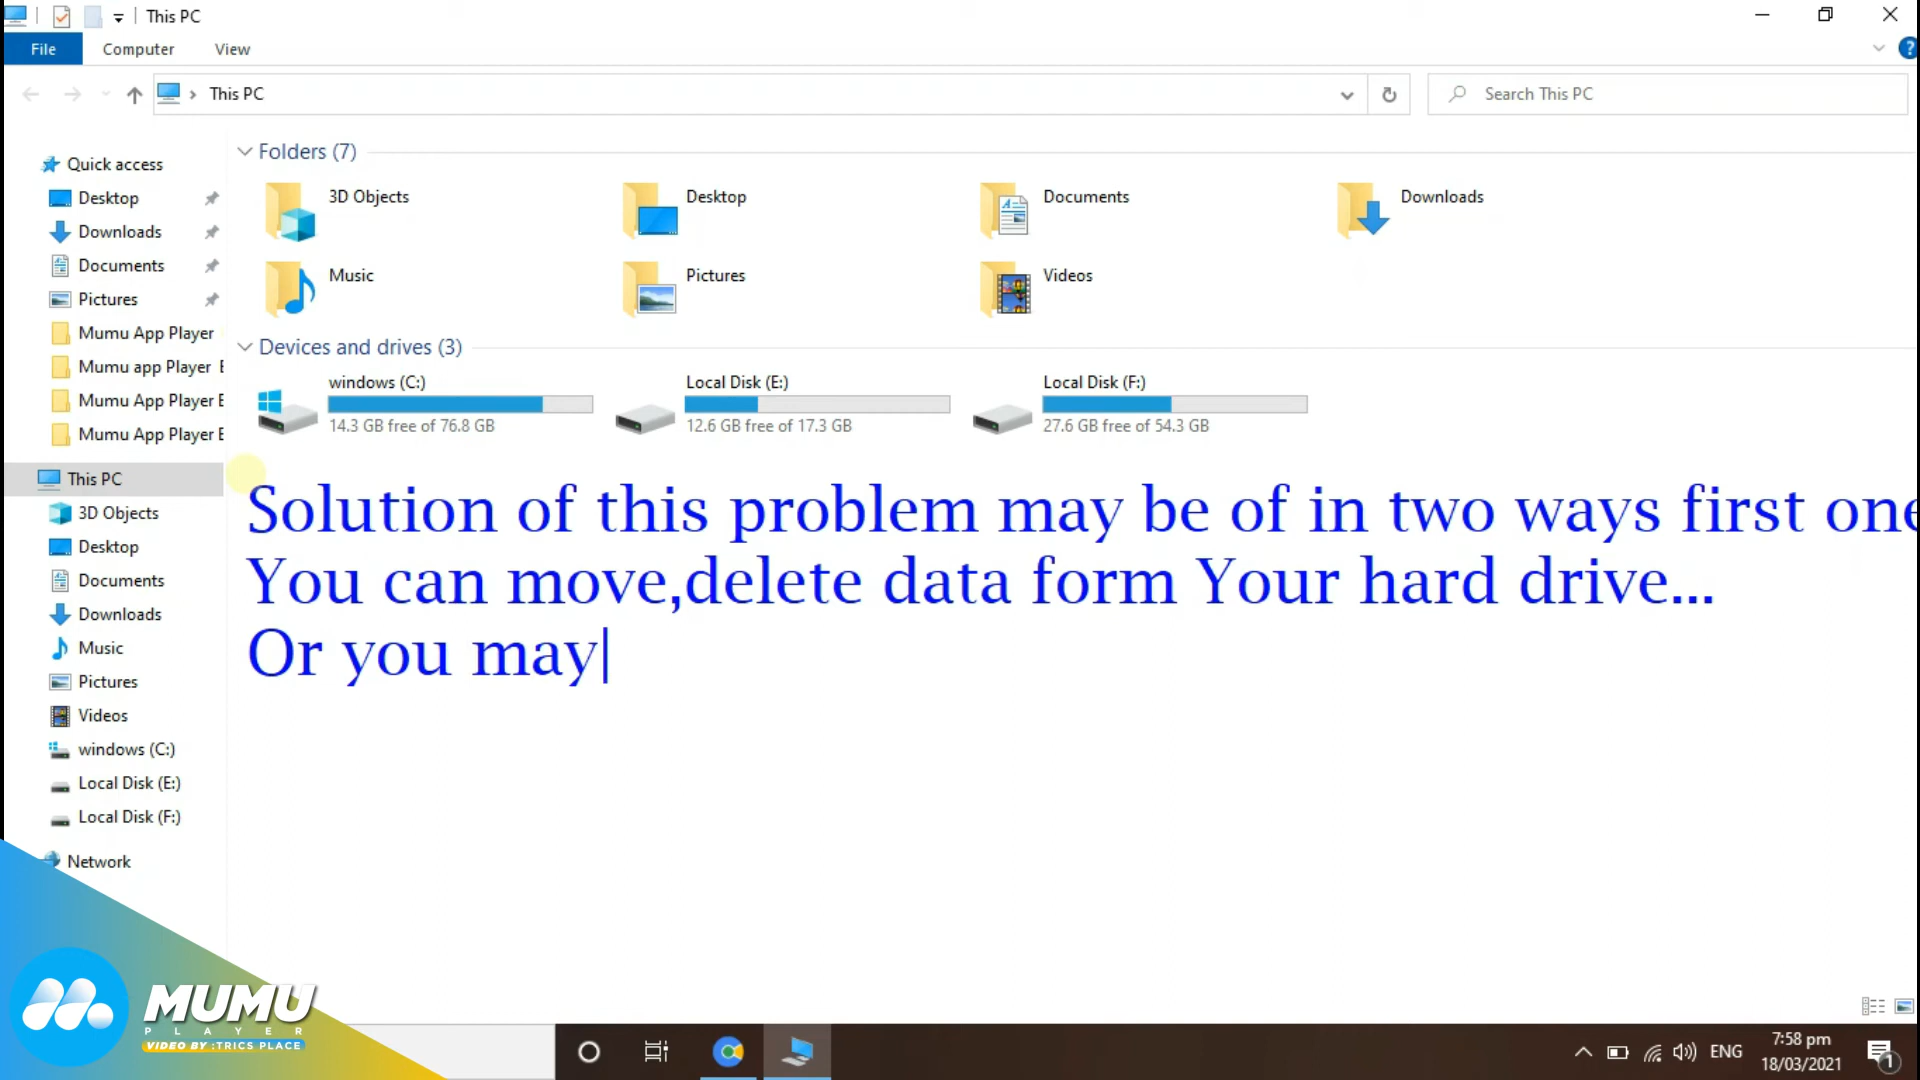 This PC
File Computer View
This PC
Search This PC
Quick access
Desktop
Downloads
Documents
Pictures
Mumu App Player
Mumu app Player
Mumu App Player
Mumu App Player
This PC
3D Objects
Desktop
Documents
Downloads
Music
Pictures
Videos
windows (C:)
Local Disk (E:)
Local Disk (F:)
Network
Folders (7)
3D Objects
Desktop
Documents
Downloads
Music
Pictures
Videos
Devices and drives (3)
windows (C:)
14.3 GB free of 76.8 GB
Local Disk (E:)
12.6 GB free of 17.3 GB
Local Disk (F:)
27.6 GB free of 54.3 GB
Solution of this problem may be of in two ways first one
You can move,delete data form Your hard drive...
Or you may
MUMU
PLAYER
VIDEO BY :TRICS PLACE
ENG
7:58 pm
18/03/2021
1